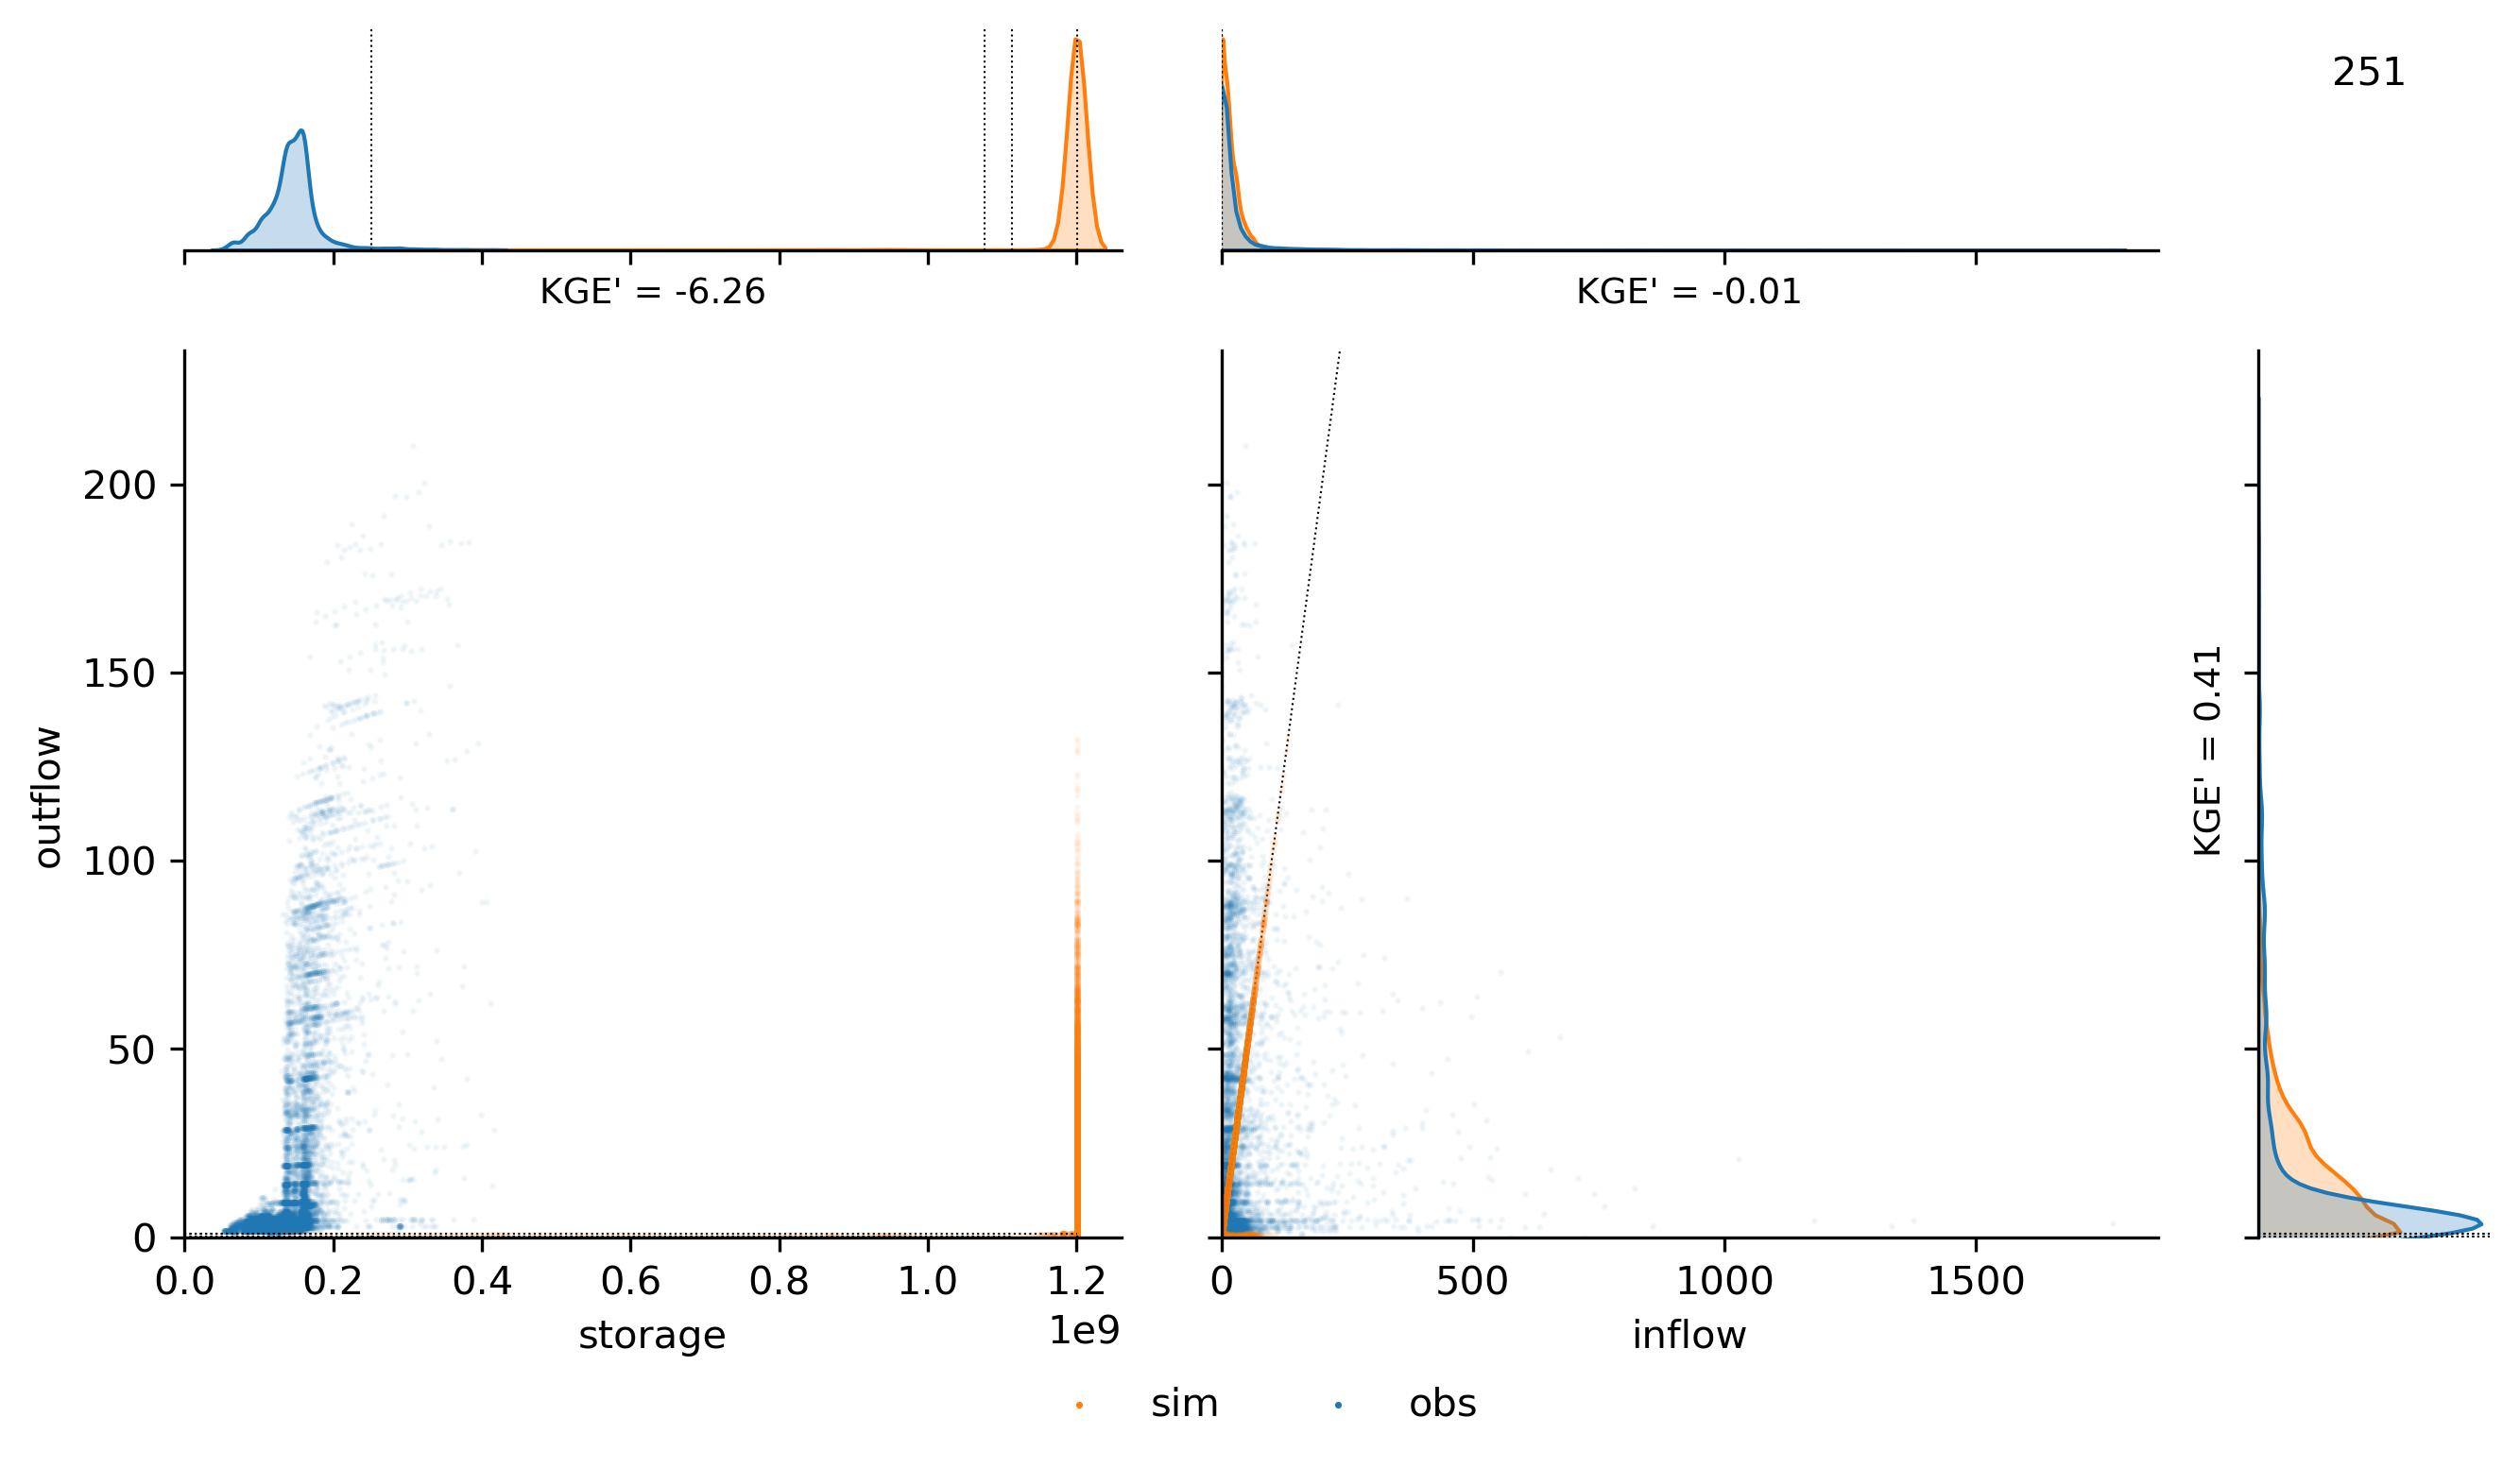 251
KGE' = -6.26
KGE' = -0.01
outflow
200
150
100
50
0
KGE' = 0.41
0.0 0.2 0.4 0.6 0.8 1.0 1.2
1e9
storage
0 500 1000 1500
inflow
sim obs